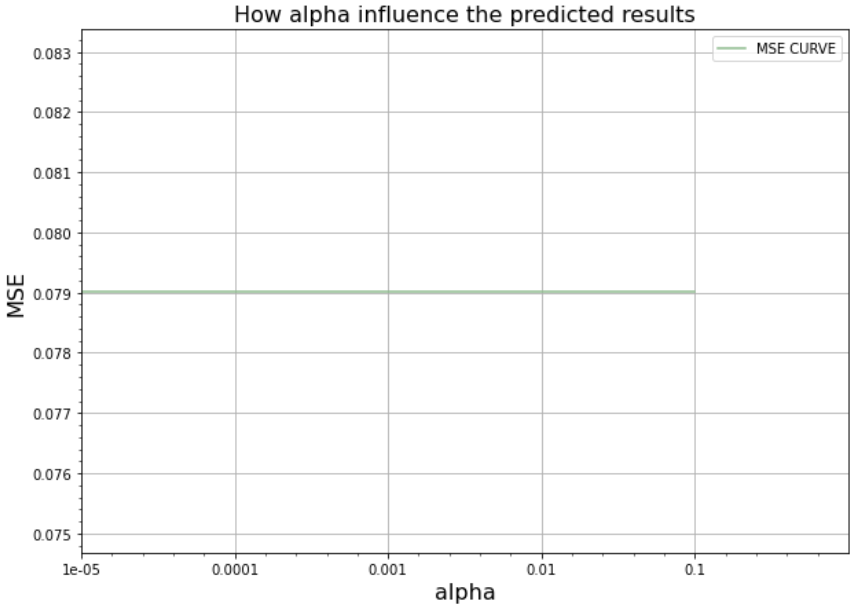 How alpha influence the predicted results
MSE CURVE
MSE
0.083
0.082
0.081
0.080
0.079
0.078
0.077
0.076
0.075
1e-05 0.0001 0.001 0.01 0.1
alpha